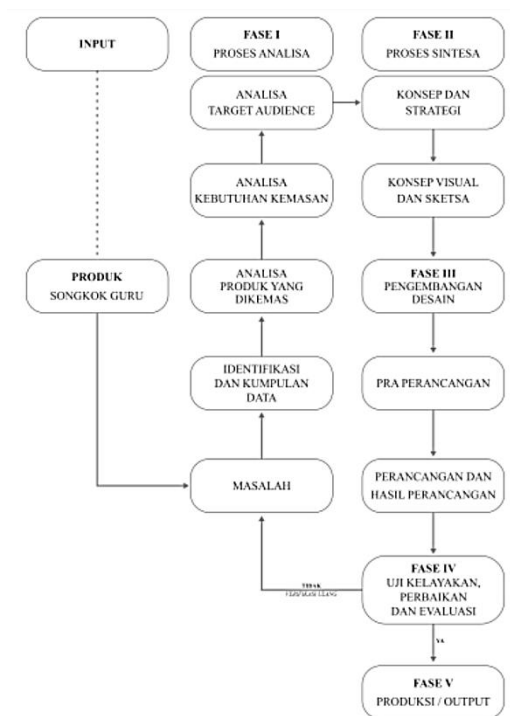 INPUT
FASE I
PROSES ANALISA
FASE II
PROSES SINTESA
ANALISA
TARGET AUDIENCE
KONSEP DAN
STRATEGI
ANALISA
KEBUTUHAN KEMASAN
KONSEP VISUAL
DAN SKETSA
PRODUK
SONGKOK GURU
ANALISA
PRODUK YANG
DIKEMAS
FASE III
PENGEMBANGAN
DESAIN
IDENTIFIKASI
DAN KUMPULAN
DATA
PRA PERANCANGAN
MASALAH
PERANCANGAN DAN
HASIL PERANCANGAN
FASE IV
UJI KELAYAKAN,
PERBAIKAN
DAN EVALUASI
TIDAK
YA
FASE V
PRODUKSI / OUTPUT